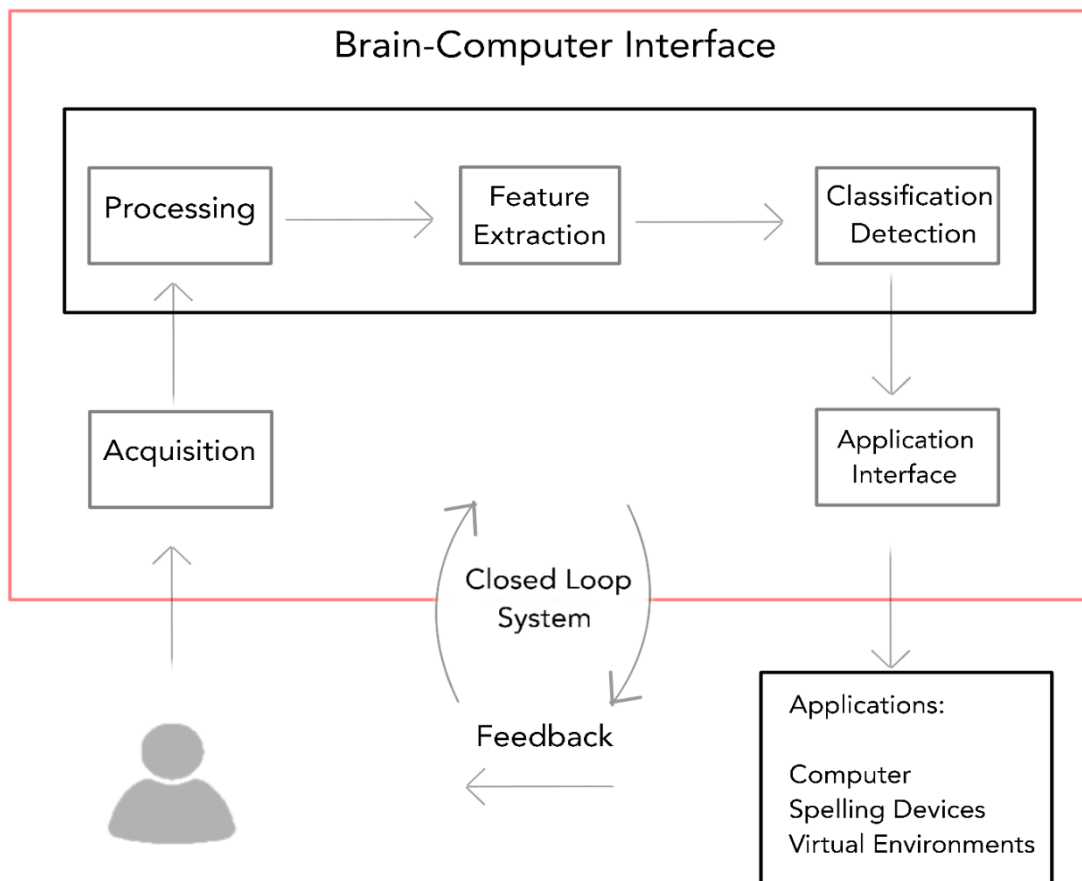 Brain-Computer Interface
Processing
Feature
Extraction
Classification
Detection
Acquisition
Application
Interface
Closed Loop
System
Feedback
Applications:
Computer
Spelling Devices
Virtual Environments